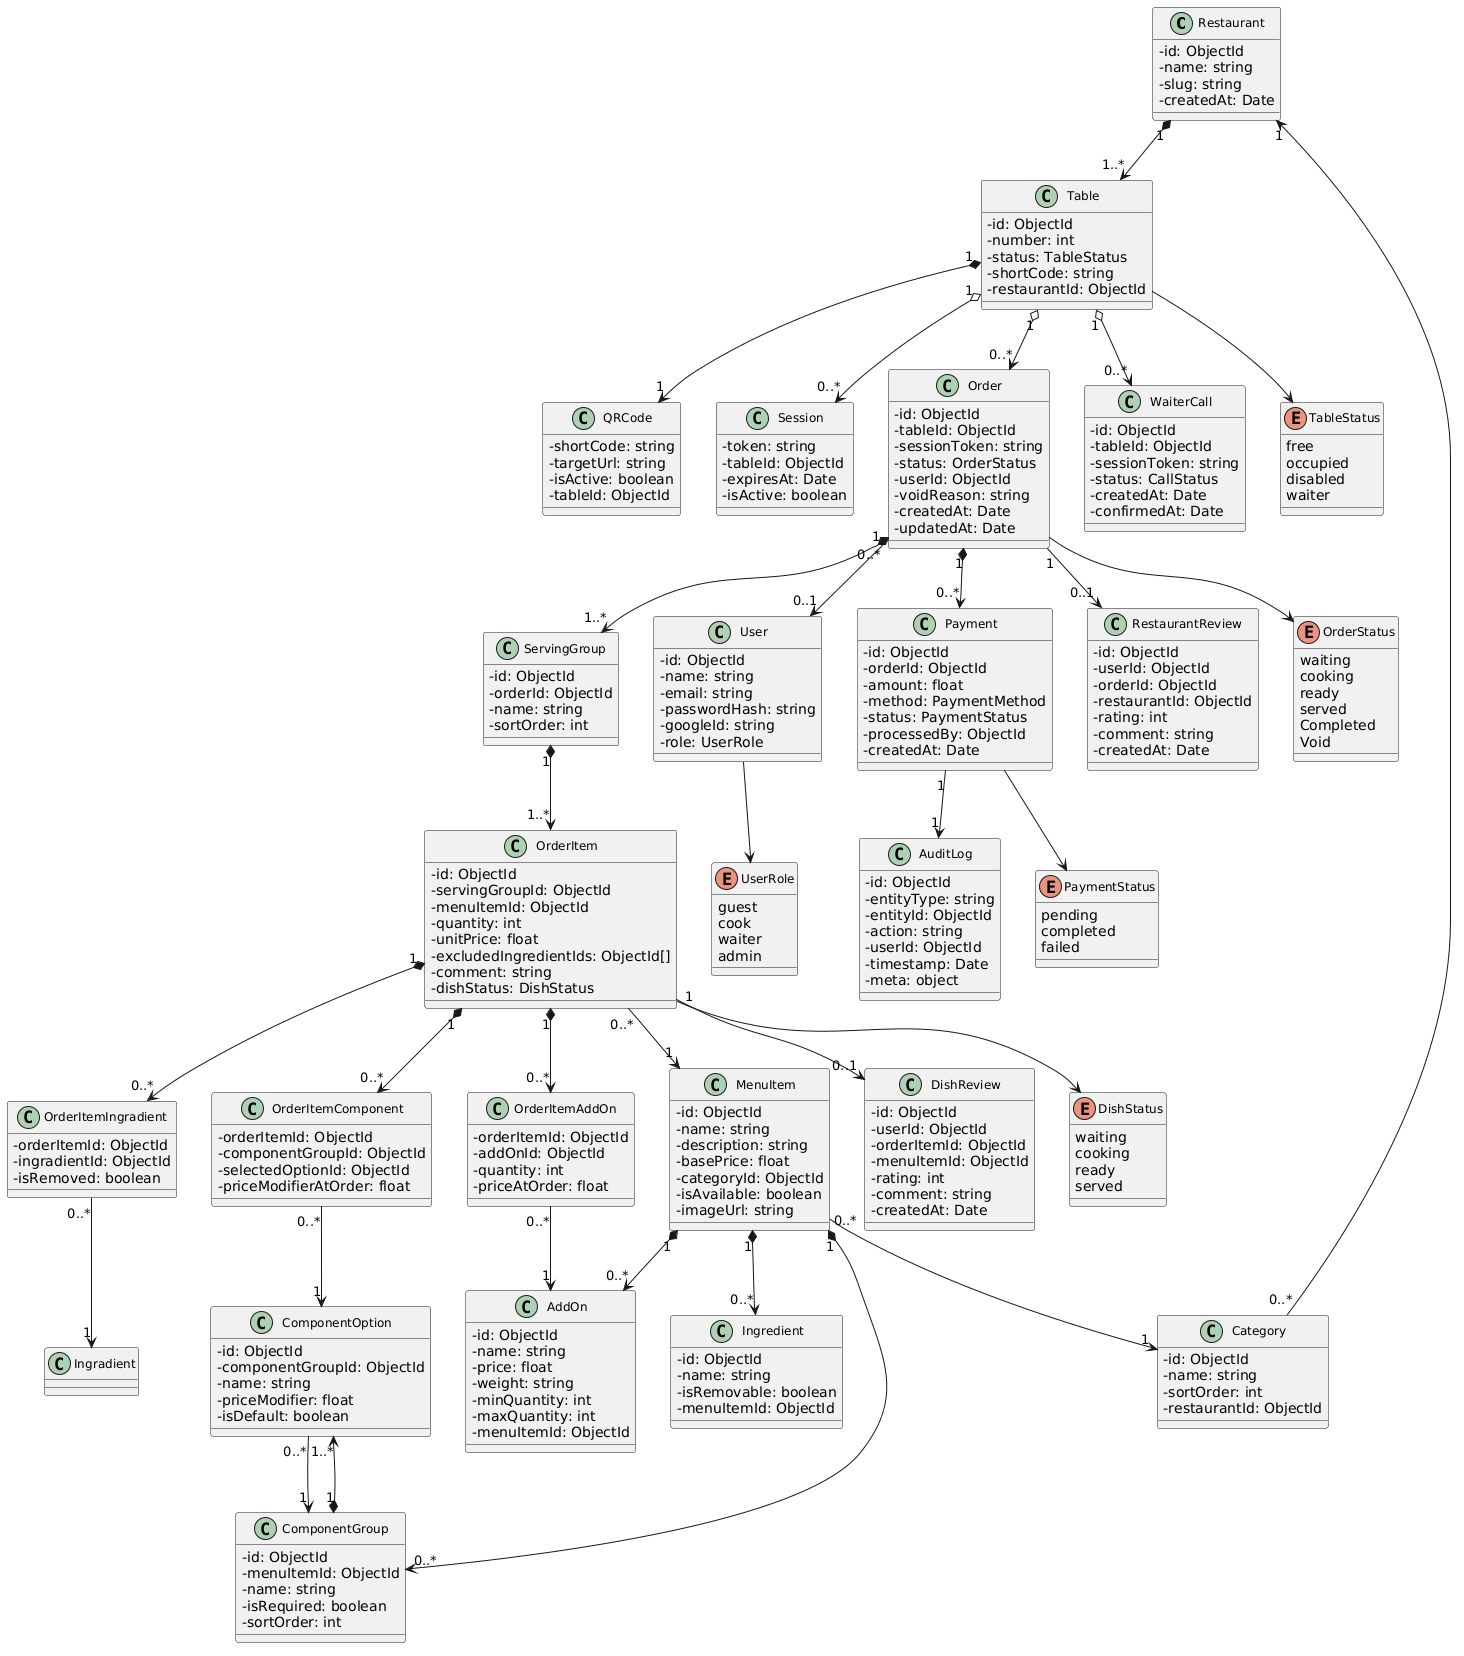 C Restaurant
-id: ObjectId
-name: string
-slug: string
-createdAt: Date
1
1
1..*
C Table
-id: ObjectId
-number: int
-status: TableStatus
-shortCode: string
-restaurantId: ObjectId
1
1
1
1
1
0..*
0..*
0..*
C QRCode
-shortCode: string
-targetUrl: string
-isActive: boolean
-tableId: ObjectId
C Session
-token: string
-tableId: ObjectId
-expiresAt: Date
-isActive: boolean
C Order
-id: ObjectId
-tableId: ObjectId
-sessionToken: string
-status: OrderStatus
-userId: ObjectId
-voidReason: string
-createdAt: Date
-updatedAt: Date
C WaiterCall
-id: ObjectId
-tableId: ObjectId
-sessionToken: string
-status: CallStatus
-createdAt: Date
-confirmedAt: Date
E TableStatus
free
occupied
disabled
waiter
1
0..*
1
1
1..*
0..1
0..*
0..1
C ServingGroup
-id: ObjectId
-orderId: ObjectId
-name: string
-sortOrder: int
C User
-id: ObjectId
-name: string
-email: string
-passwordHash: string
-googleId: string
-role: UserRole
C Payment
-id: ObjectId
-orderId: ObjectId
-amount: float
-method: PaymentMethod
-status: PaymentStatus
-processedBy: ObjectId
-createdAt: Date
C RestaurantReview
-id: ObjectId
-userId: ObjectId
-orderId: ObjectId
-restaurantId: ObjectId
-rating: int
-comment: string
-createdAt: Date
E OrderStatus
waiting
cooking
ready
served
Completed
Void
1
1..*
1
1
C OrderItem
-id: ObjectId
-servingGroupId: ObjectId
-menuItemId: ObjectId
-quantity: int
-unitPrice: float
-excludedIngredientIds: ObjectId[]
-comment: string
-dishStatus: DishStatus
E UserRole
guest
cook
waiter
admin
C AuditLog
-id: ObjectId
-entityType: string
-entityId: ObjectId
-action: string
-userId: ObjectId
-timestamp: Date
-meta: object
E PaymentStatus
pending
completed
failed
1
1
1
0..*
1
0..*
0..*
0..*
1
0..1
C OrderItemIngradient
-orderItemId: ObjectId
-ingradientId: ObjectId
-isRemoved: boolean
C OrderItemComponent
-orderItemId: ObjectId
-componentGroupId: ObjectId
-selectedOptionId: ObjectId
-priceModifierAtOrder: float
C OrderItemAddOn
-orderItemId: ObjectId
-addOnId: ObjectId
-quantity: int
-priceAtOrder: float
C MenuItem
-id: ObjectId
-name: string
-description: string
-basePrice: float
-categoryId: ObjectId
-isAvailable: boolean
-imageUrl: string
C DishReview
-id: ObjectId
-userId: ObjectId
-orderItemId: ObjectId
-menuItemId: ObjectId
-rating: int
-comment: string
-createdAt: Date
E DishStatus
waiting
cooking
ready
served
0..*
0..*
0..*
1
1
1
0..*
1
1
1
0..*
0..*
1
0..*
C Ingradient
C ComponentOption
-id: ObjectId
-componentGroupId: ObjectId
-name: string
-priceModifier: float
-isDefault: boolean
C AddOn
-id: ObjectId
-name: string
-price: float
-weight: string
-minQuantity: int
-maxQuantity: int
-menuItemId: ObjectId
C Ingredient
-id: ObjectId
-name: string
-isRemovable: boolean
-menuItemId: ObjectId
C Category
-id: ObjectId
-name: string
-sortOrder: int
-restaurantId: ObjectId
0..*
1..*
1
1
0..*
C ComponentGroup
-id: ObjectId
-menuItemId: ObjectId
-name: string
-isRequired: boolean
-sortOrder: int